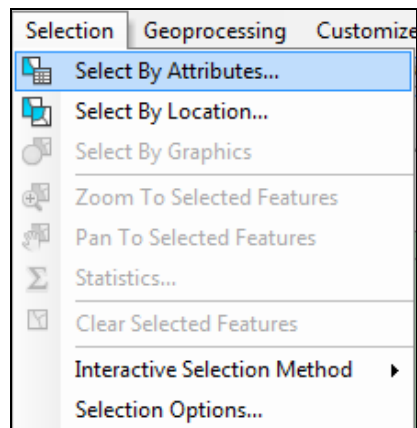 Selection Geoprocessing Customize
Select By Attributes...
Select By Location...
Select By Graphics
Zoom To Selected Features
Pan To Selected Features
Statistics...
Clear Selected Features
Interactive Selection Method
Selection Options...